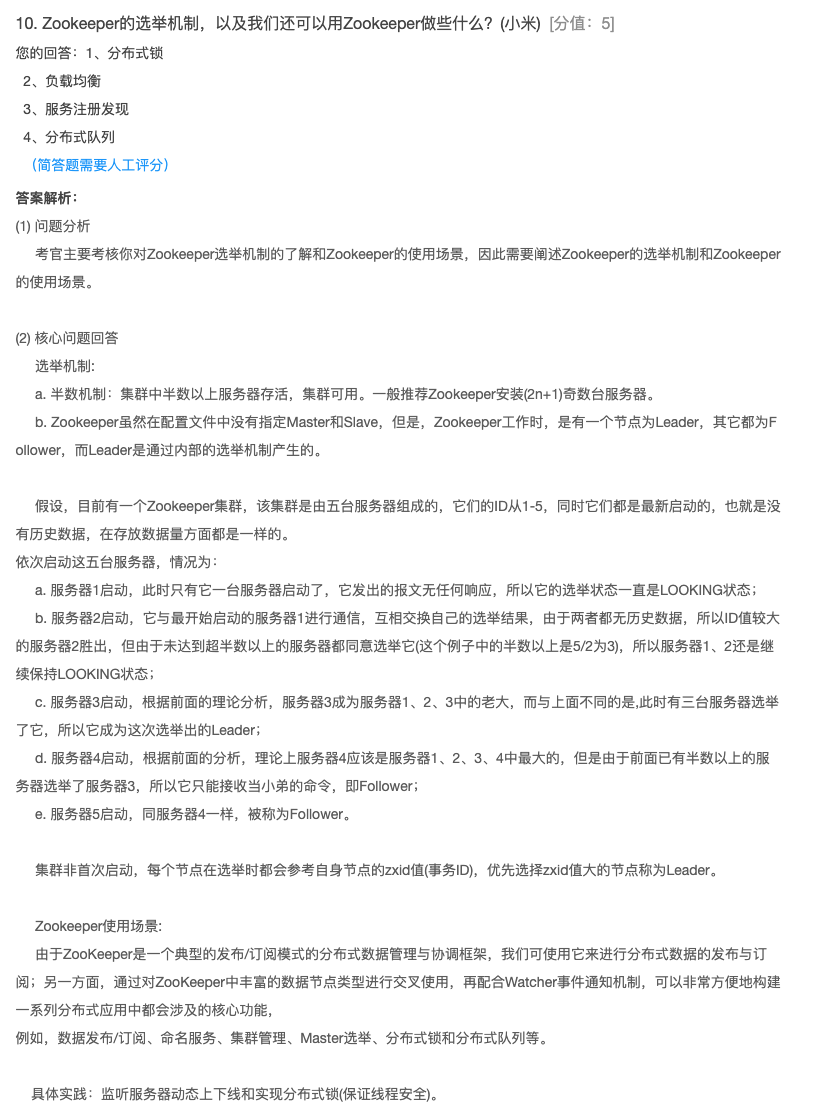 10. Zookeeper的选举机制，以及我们还可以用Zookeeper做些什么？(小米) [分值：5]
您的回答：1、分布式锁
2、负载均衡
3、服务注册发现
4、分布式队列
（简答题需要人工评分）
答案解析：
(1) 问题分析
考官主要考核你对Zookeeper选举机制的了解和Zookeeper的使用场景，因此需要阐述Zookeeper的选举机制和Zookeeper
的使用场景。
(2) 核心问题回答
选举机制:
a. 半数机制：集群中半数以上服务器存活，集群可用。一般推荐Zookeeper安装(2n+1)奇数台服务器。
b. Zookeeper虽然在配置文件中没有指定Master和Slave，但是，Zookeeper工作时，是有一个节点为Leader，其它都为F
ollower，而Leader是通过内部的选举机制产生的。
假设，目前有一个Zookeeper集群，该集群是由五台服务器组成的，它们的ID从1-5，同时它们都是最新启动的，也就是没
有历史数据，在存放数据量方面都是一样的。
依次启动这五台服务器，情况为：
a. 服务器1启动，此时只有它一台服务器启动了，它发出的报文无任何响应，所以它的选举状态一直是LOOKING状态；
b. 服务器2启动，它与最开始启动的服务器1进行通信，互相交换自己的选举结果，由于两者都无历史数据，所以ID值较大
的服务器2胜出，但由于未达到超半数以上的服务器都同意选举它(这个例子中的半数以上是5/2为3)，所以服务器1、2还是继
续保持LOOKING状态；
c. 服务器3启动，根据前面的理论分析，服务器3成为服务器1、2、3中的老大，而与上面不同的是,此时有三台服务器选举
了它，所以它成为这次选举出的Leader；
d. 服务器4启动，根据前面的分析，理论上服务器4应该是服务器1、2、3、4中最大的，但是由于前面已有半数以上的服
务器选举了服务器3，所以它只能接收当小弟的命令，即Follower；
e. 服务器5启动，同服务器4一样，被称为Follower。
集群非首次启动，每个节点在选举时都会参考自身节点的zxid值(事务ID)，优先选择zxid值大的节点称为Leader。
Zookeeper使用场景:
由于ZooKeeper是一个典型的发布/订阅模式的分布式数据管理与协调框架，我们可使用它来进行分布式数据的发布与订
阅；另一方面，通过对ZooKeeper中丰富的数据节点类型进行交叉使用，再配合Watcher事件通知机制，可以非常方便地构建
一系列分布式应用中都会涉及的核心功能，
例如，数据发布/订阅、命名服务、集群管理、Master选举、分布式锁和分布式队列等。
具体实践：监听服务器动态上下线和实现分布式锁(保证线程安全)。